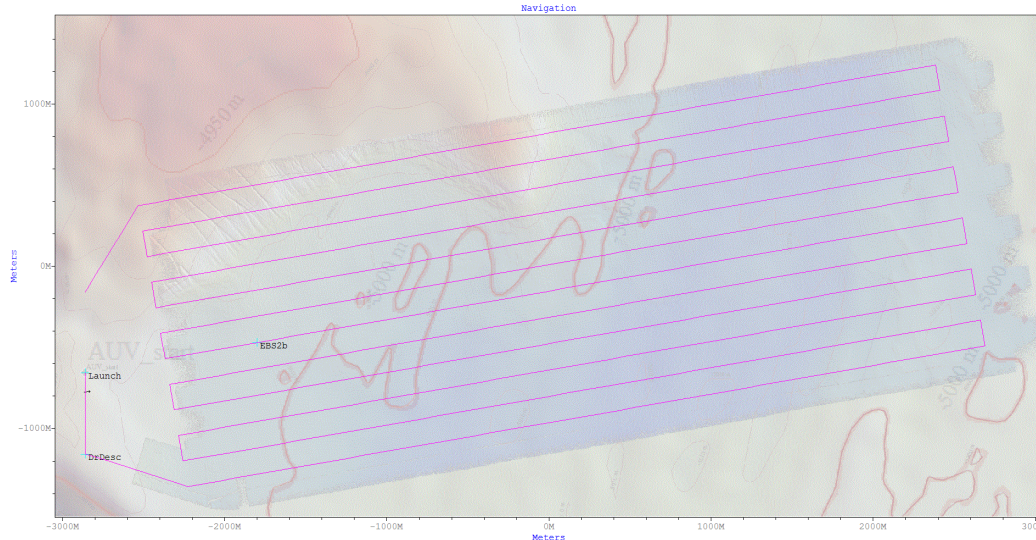 Navigation
1000M
0M
-1000M
Meters
-4950 m
-5000 m
-5000 m
-5000 m
-5000 m
AUV_start
EBS2b
Launch
DrDesc
-3000M
-2000M
-1000M
0M
1000M
2000M
Meters